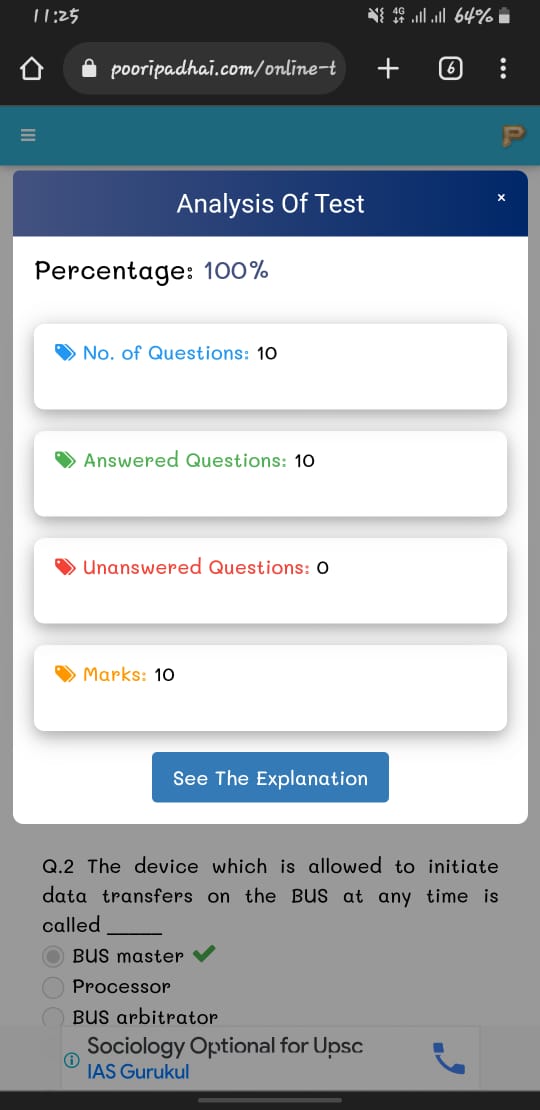 11:25
4G
64%
pooripadhai.com/online-t
6
P
Analysis Of Test
×
Percentage: 100%
No. of Questions: 10
Answered Questions: 10
Unanswered Questions: 0
Marks: 10
See The Explanation
Q.2 The device which is allowed to initiate
data transfers on the BUS at any time is
called _____
BUS master
Processor
BUS arbitrator
Sociology Optional for Upsc
IAS Gurukul